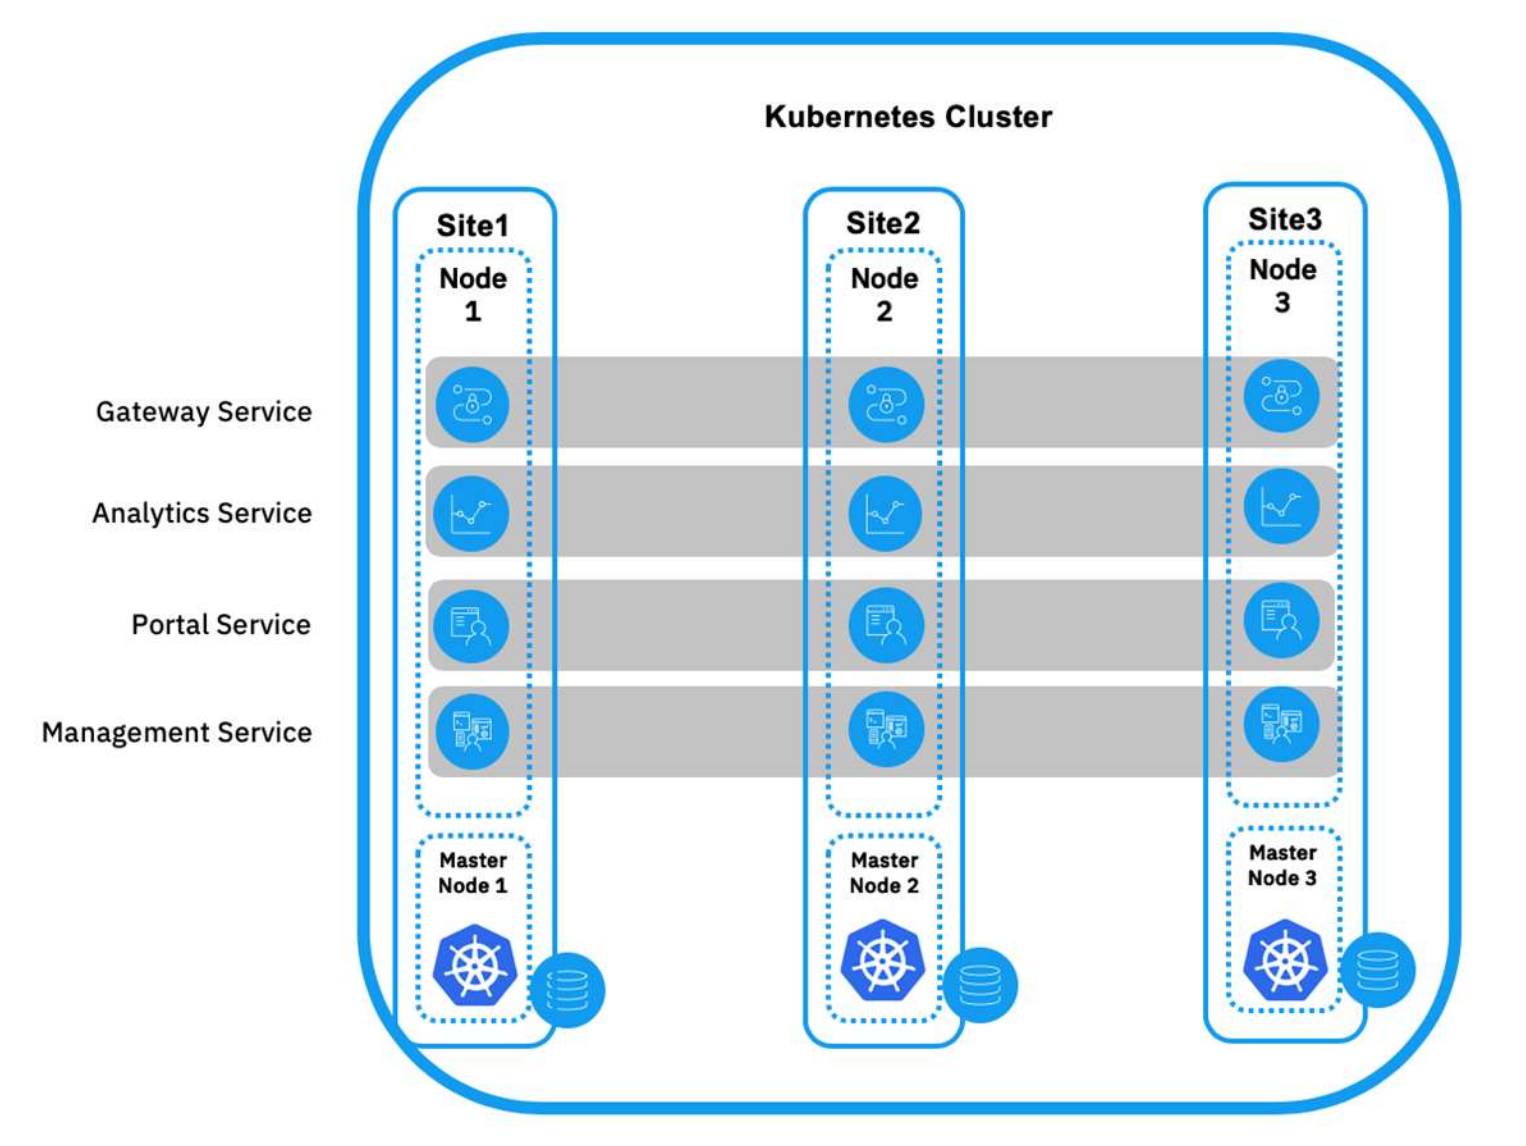 Kubernetes Cluster
Site1
Site2
Site3
Node
1
Node
2
Node
3
Gateway Service
Analytics Service
Portal Service
Management Service
Master
Node 1
Master
Node 2
Master
Node 3